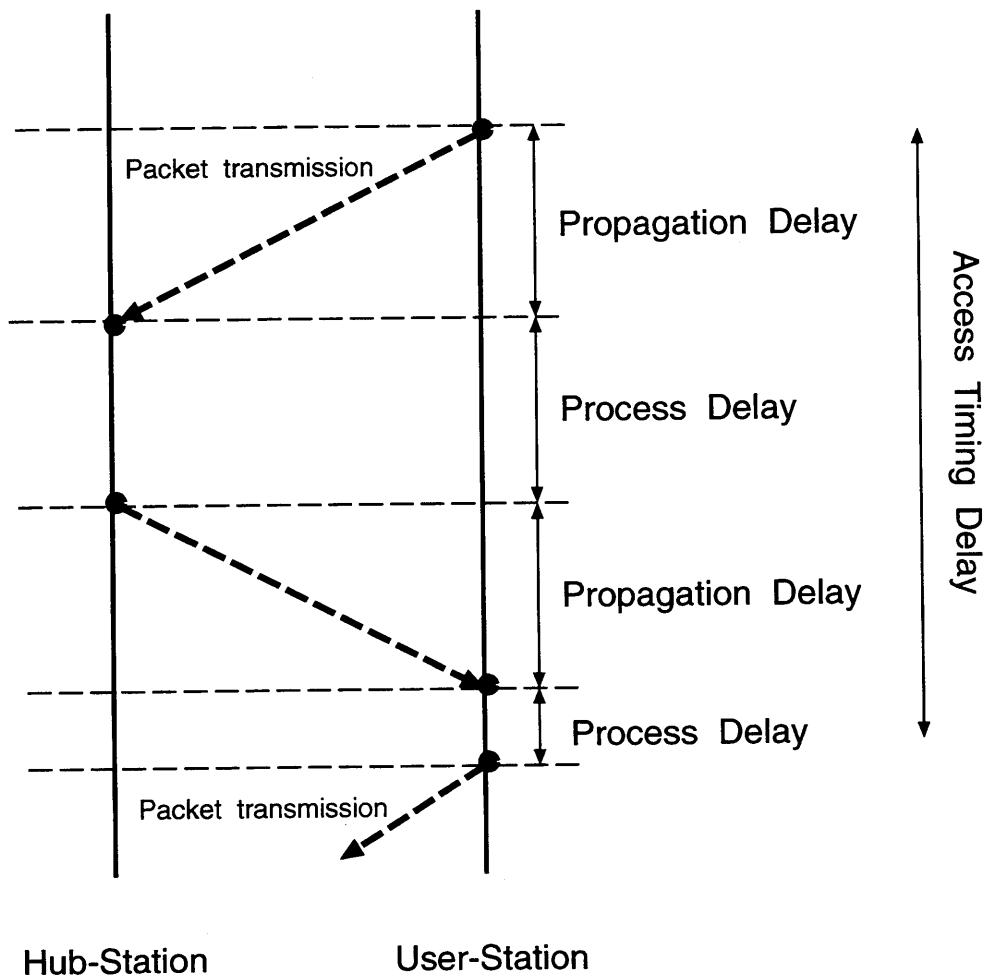 Packet transmission
Propagation Delay
Process Delay
Access Timing Delay
Propagation Delay
Process Delay
Packet transmission
Hub-Station
User-Station